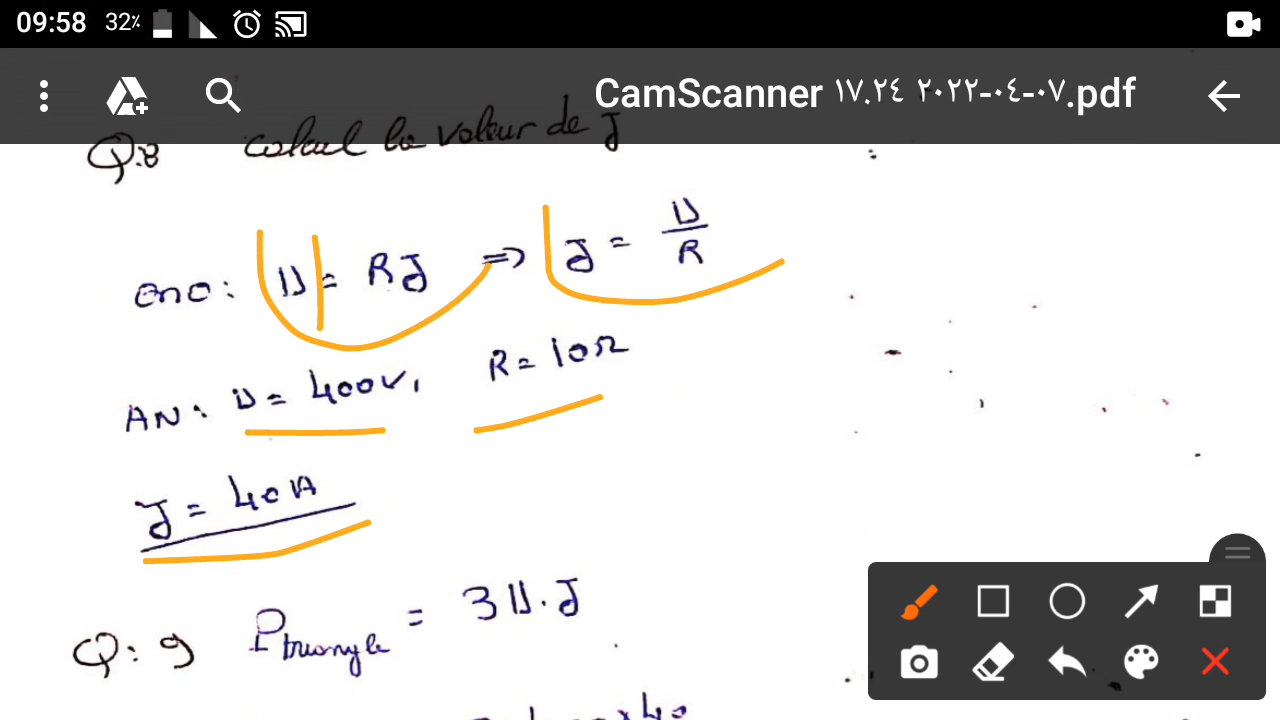 09:58 32%
CamScanner ١٧.٢٤ ٢٠٢٢-٠٤-٠٧.pdf
Q:8 calcul la valeur de J
ona: U = RJ => J = U/R
AN: U = 400V, R = 10Ω
J = 40A
Q: 9 Ptriangle = 3U.J